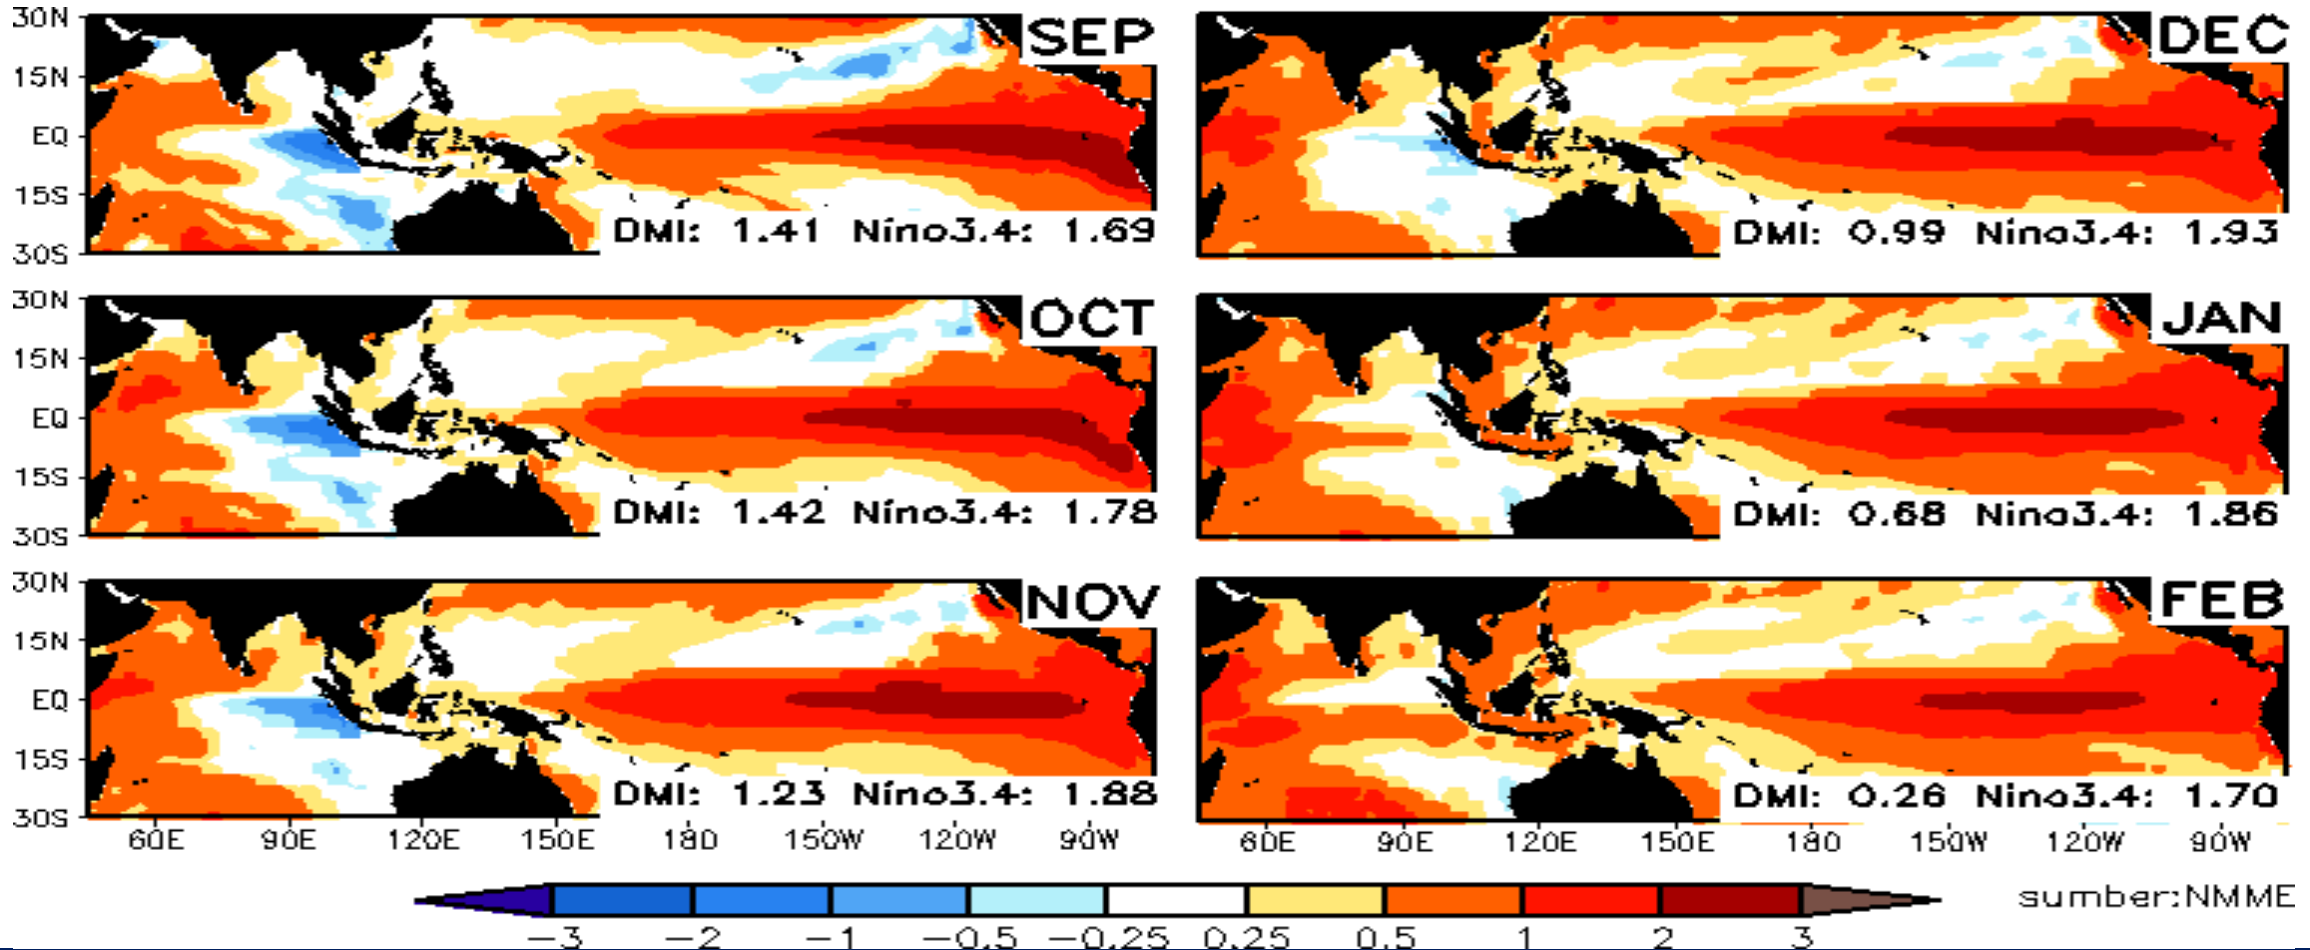 30N
15N
EQ
15S
30S
SEP
DMI: 1.41 Nino3.4: 1.69
DEC
DMI: 0.99 Nino3.4: 1.93
30N
15N
EQ
15S
30S
OCT
DMI: 1.42 Nino3.4: 1.78
JAN
DMI: 0.68 Nino3.4: 1.86
30N
15N
EQ
15S
30S
NOV
DMI: 1.23 Nino3.4: 1.88
FEB
DMI: 0.26 Nino3.4: 1.70
60E 90E 120E 150E 180 150W 120W 90W
60E 90E 120E 150E 180 150W 120W 90W
-3 -2 -1 -0.5 -0.25 0.25 0.5 1 2 3
sumber:NMME